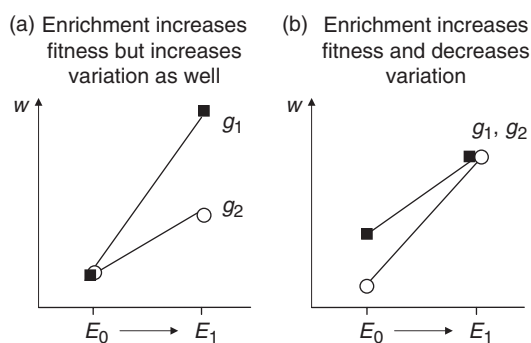 (a) Enrichment increases
fitness but increases
variation as well
w
g1
g2
E0 → E1
(b) Enrichment increases
fitness and decreases
variation
w
g1, g2
E0 → E1